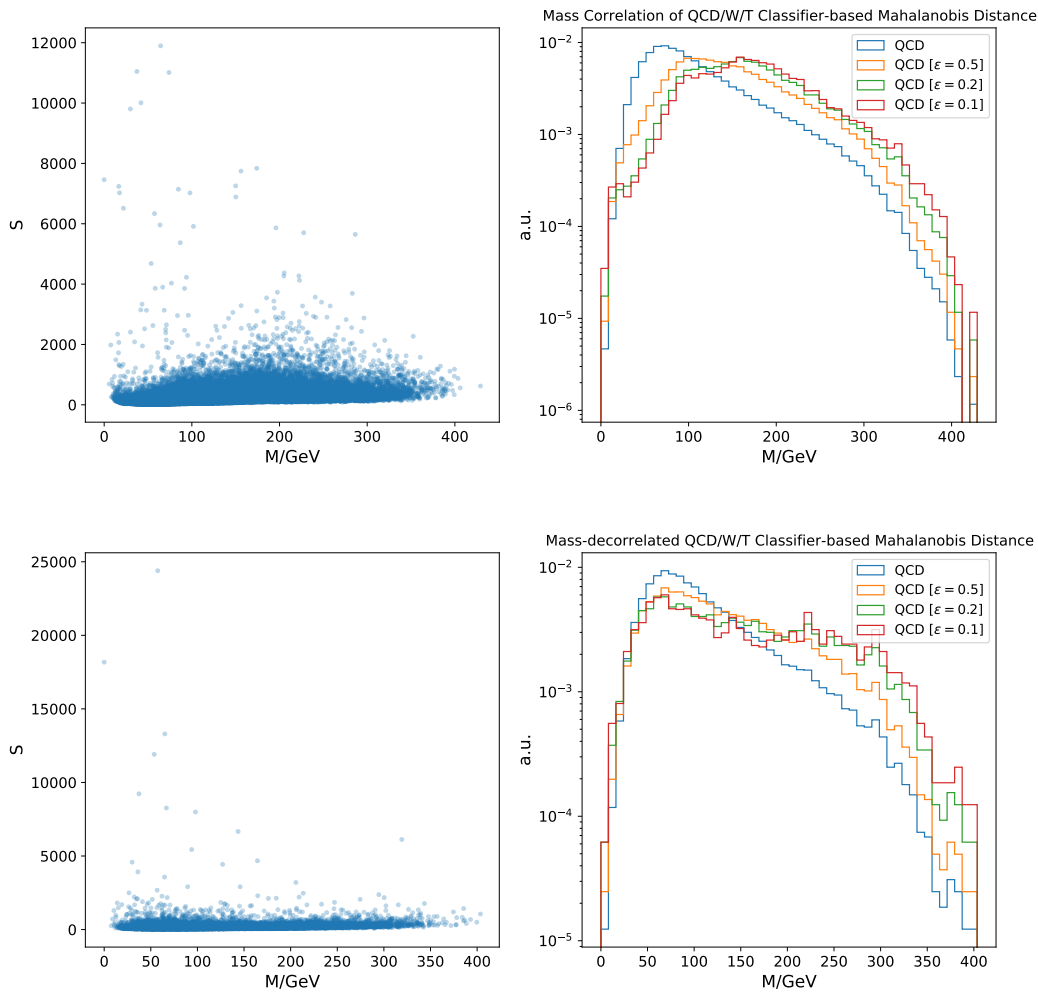 12000
10000
8000
6000
4000
2000
0
S
0 100 200 300 400
M/GeV
Mass Correlation of QCD/W/T Classifier-based Mahalanobis Distance
QCD
QCD [ε = 0.5]
QCD [ε = 0.2]
QCD [ε = 0.1]
10⁻²
10⁻³
10⁻⁴
10⁻⁵
10⁻⁶
a.u.
0 100 200 300 400
M/GeV
25000
20000
15000
10000
5000
0
S
0 50 100 150 200 250 300 350 400
M/GeV
Mass-decorrelated QCD/W/T Classifier-based Mahalanobis Distance
QCD
QCD [ε = 0.5]
QCD [ε = 0.2]
QCD [ε = 0.1]
10⁻²
10⁻³
10⁻⁴
10⁻⁵
a.u.
0 50 100 150 200 250 300 350 400
M/GeV